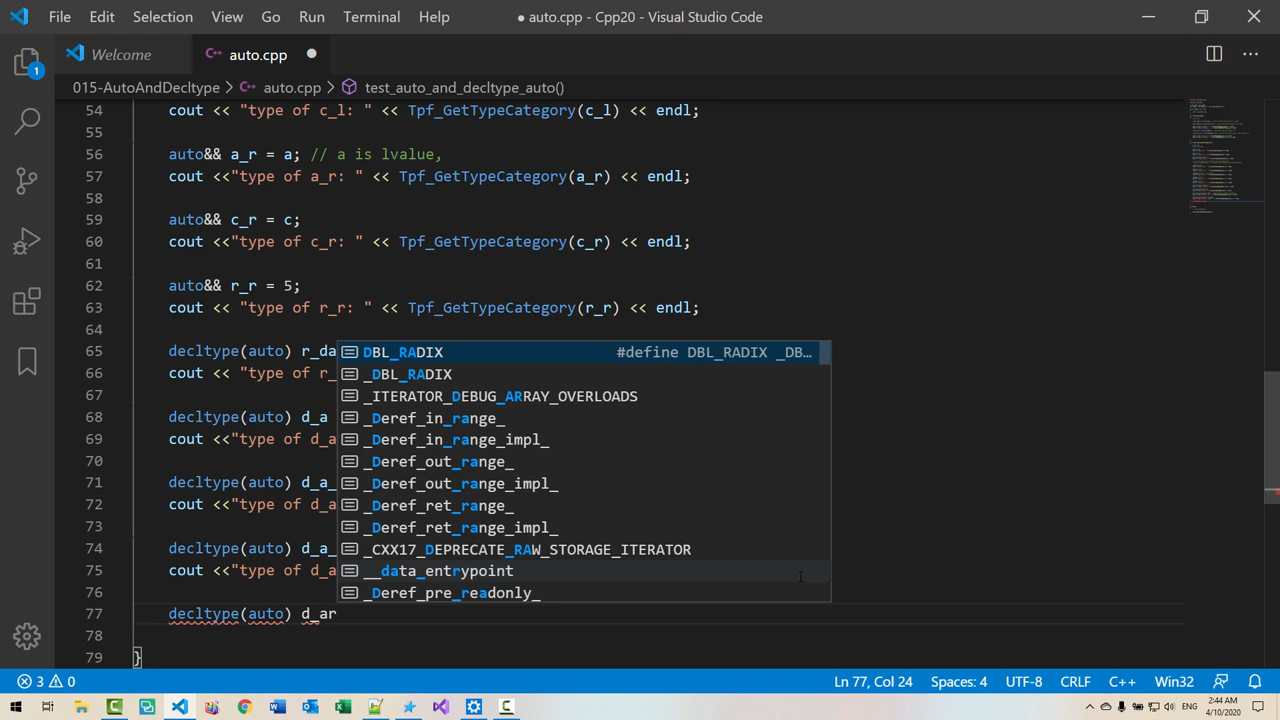 File Edit Selection View Go Run Terminal Help ● auto.cpp - Cpp20 - Visual Studio Code
Welcome auto.cpp
015-AutoAndDecltype > auto.cpp > test_auto_and_decltype_auto()
54 cout << "type of c_l: " << Tpf_GetTypeCategory(c_l) << endl;
55
56 auto&& a_r = a; // a is lvalue,
57 cout <<"type of a_r: " << Tpf_GetTypeCategory(a_r) << endl;
58
59 auto&& c_r = c;
60 cout <<"type of c_r: " << Tpf_GetTypeCategory(c_r) << endl;
61
62 auto&& r_r = 5;
63 cout <<"type of r_r: " << Tpf_GetTypeCategory(r_r) << endl;
64
65 decltype(auto) r_da
DBL_RADIX #define DBL_RADIX _DB...
66 cout << "type of r_
_DBL_RADIX
67
_ITERATOR_DEBUG_ARRAY_OVERLOADS
68 decltype(auto) d_a
_Deref_in_range_
69 cout <<"type of d_a
_Deref_in_range_impl_
70
_Deref_out_range_
71 decltype(auto) d_a_
_Deref_out_range_impl_
72 cout <<"type of d_a
_Deref_ret_range_
73
_Deref_ret_range_impl_
74 decltype(auto) d_a_
_CXX17_DEPRECATE_RAW_STORAGE_ITERATOR
75 cout <<"type of d_a
__data_entrypoint
76
_Deref_pre_readonly_
77 decltype(auto) d_ar
78
79 }
3 0 Ln 77, Col 24 Spaces: 4 UTF-8 CRLF C++ Win32
ENG 2:44 AM
4/10/2020